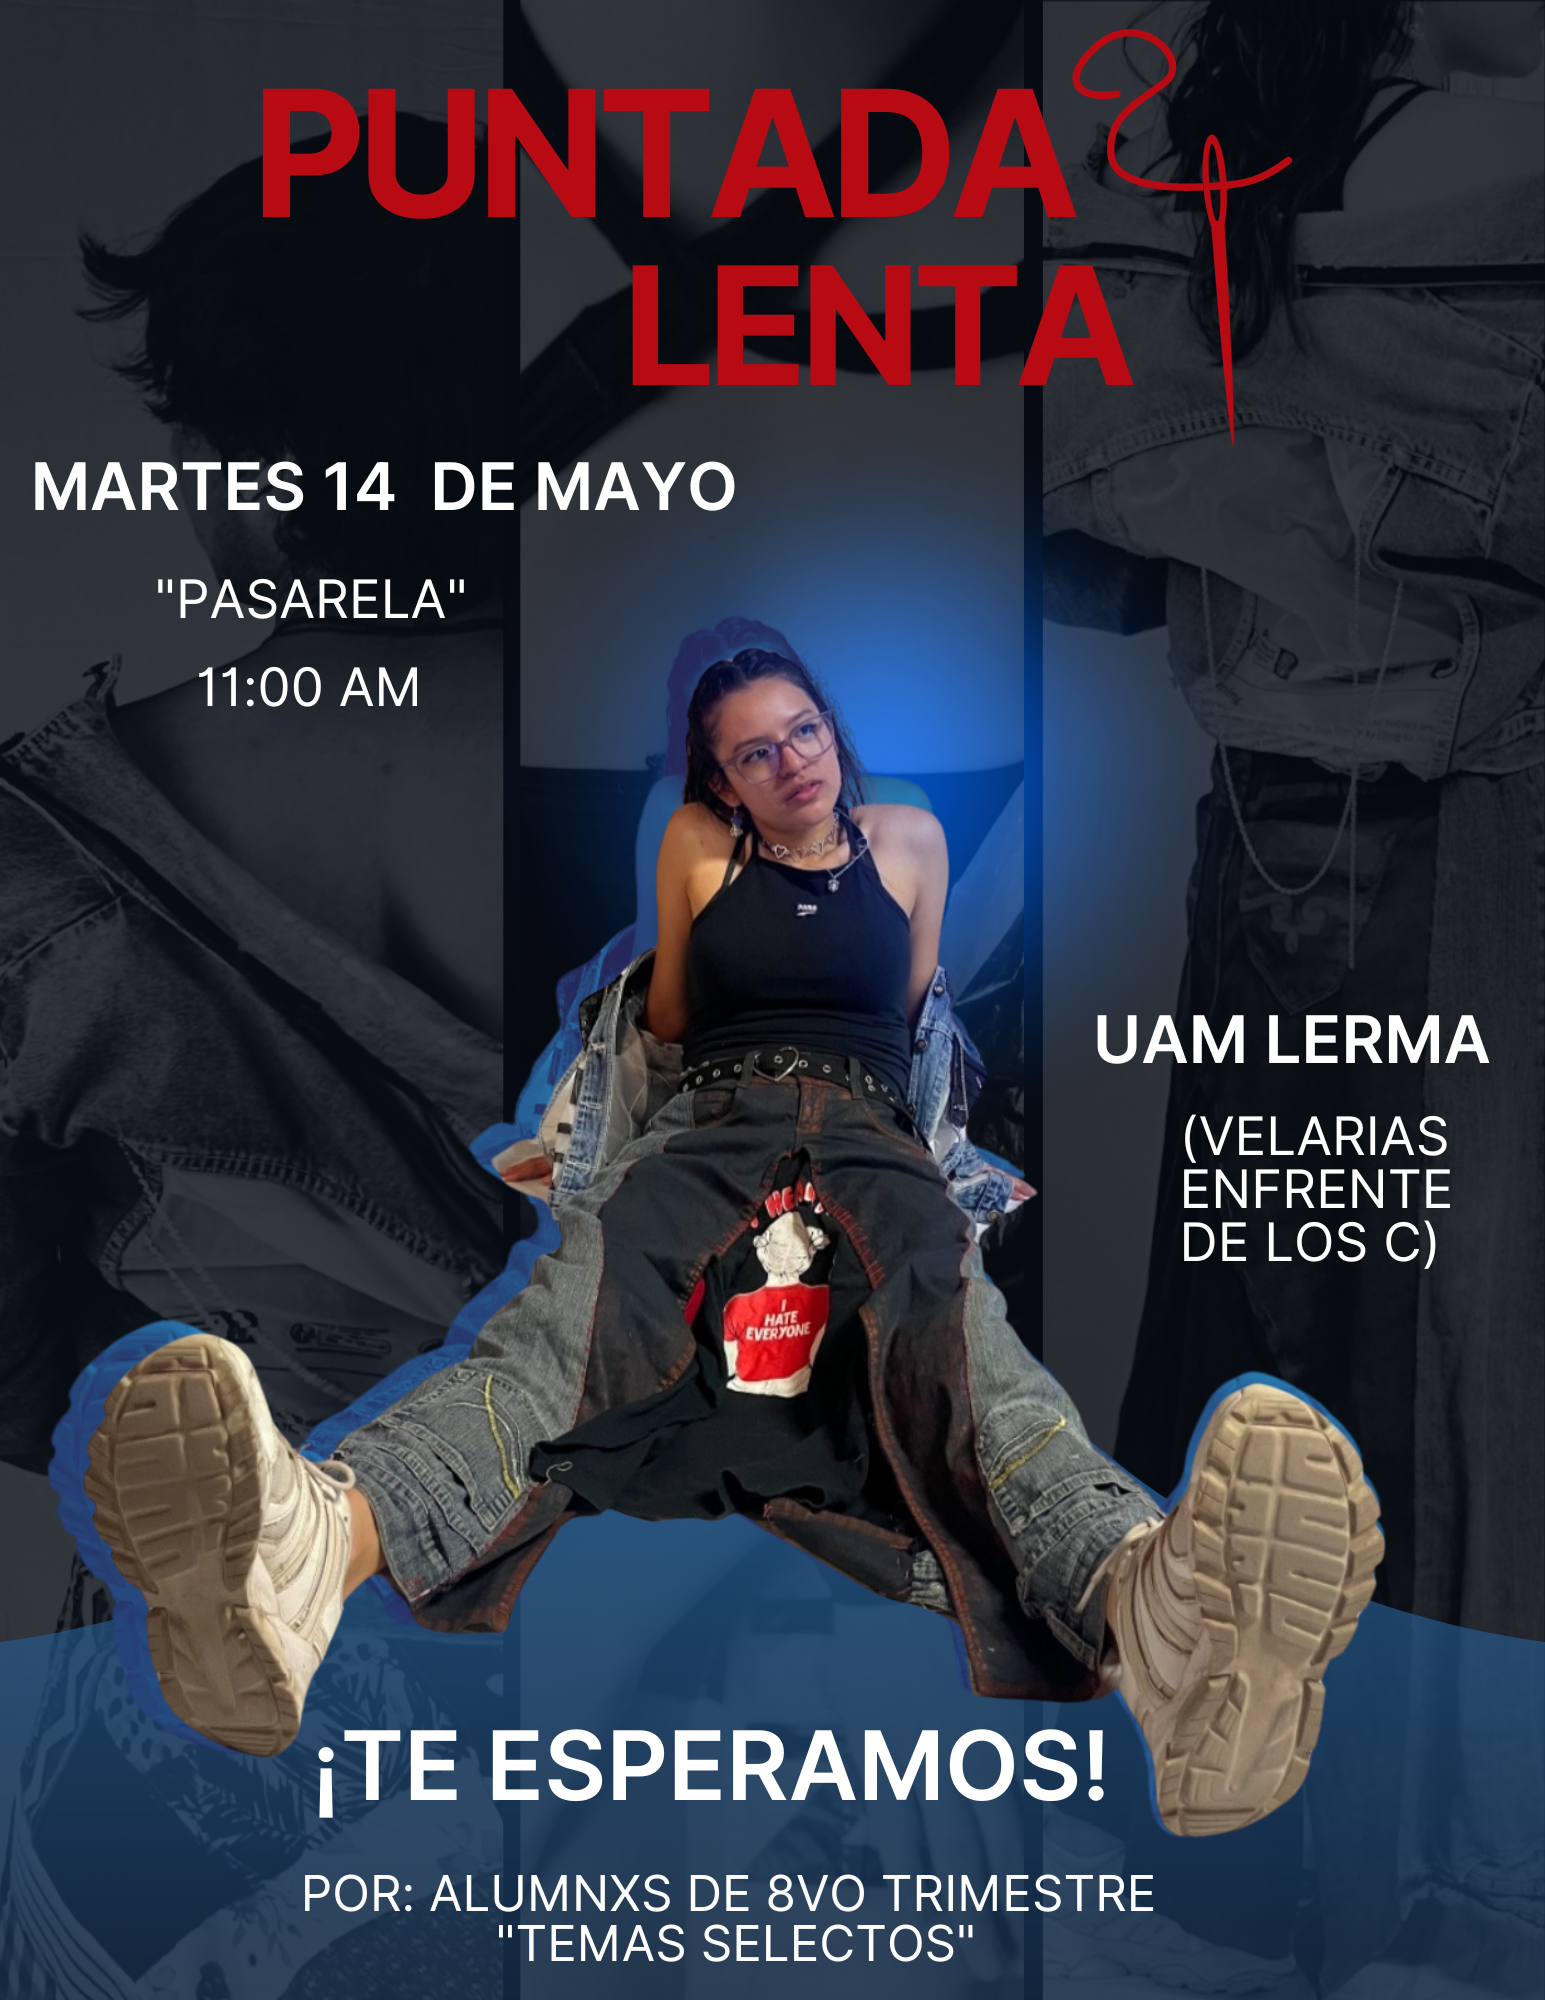 PUNTADA
LENTA
MARTES 14 DE MAYO
"PASARELA"
11:00 AM
UAM LERMA
(VELARIAS
ENFRENTE
DE LOS C)
I
HATE
EVERYONE
¡TE ESPERAMOS!
POR: ALUMNXS DE 8VO TRIMESTRE
"TEMAS SELECTOS"